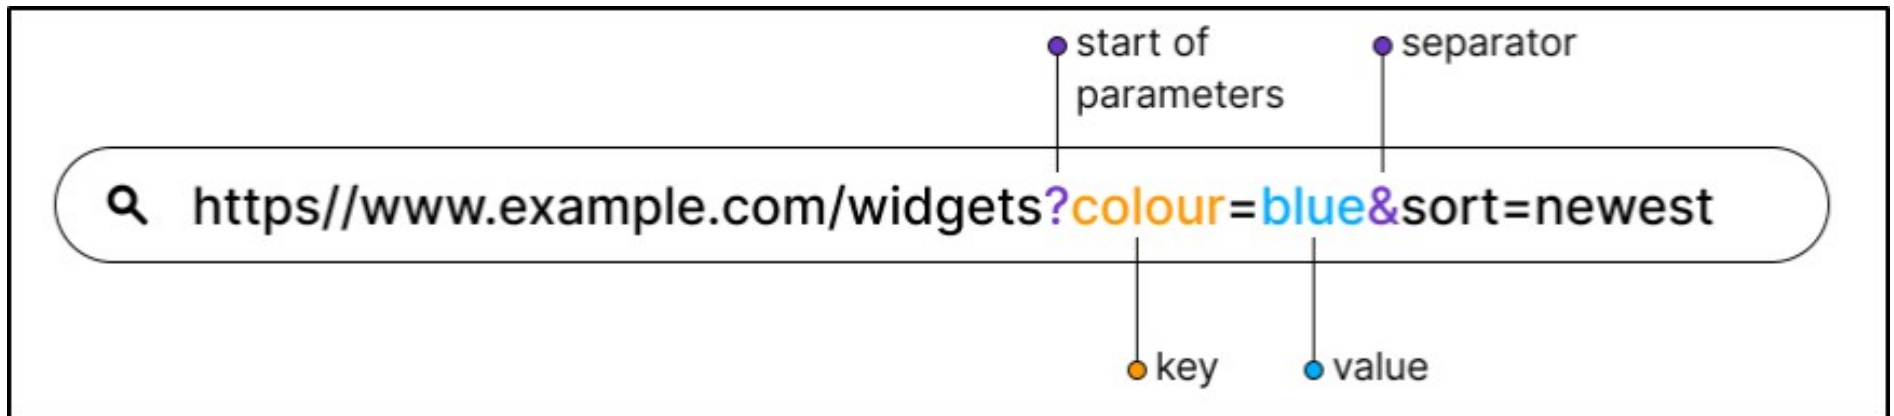 start of
parameters
separator
https//www.example.com/widgets?colour=blue&sort=newest
key
value